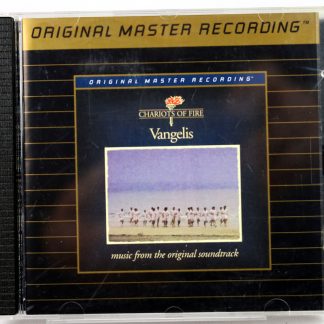 ORIGINAL MASTER RECORDING™
ORIGINAL MASTER RECORDING™
CHARIOTS OF FIRE
Vangelis
music from the original soundtrack